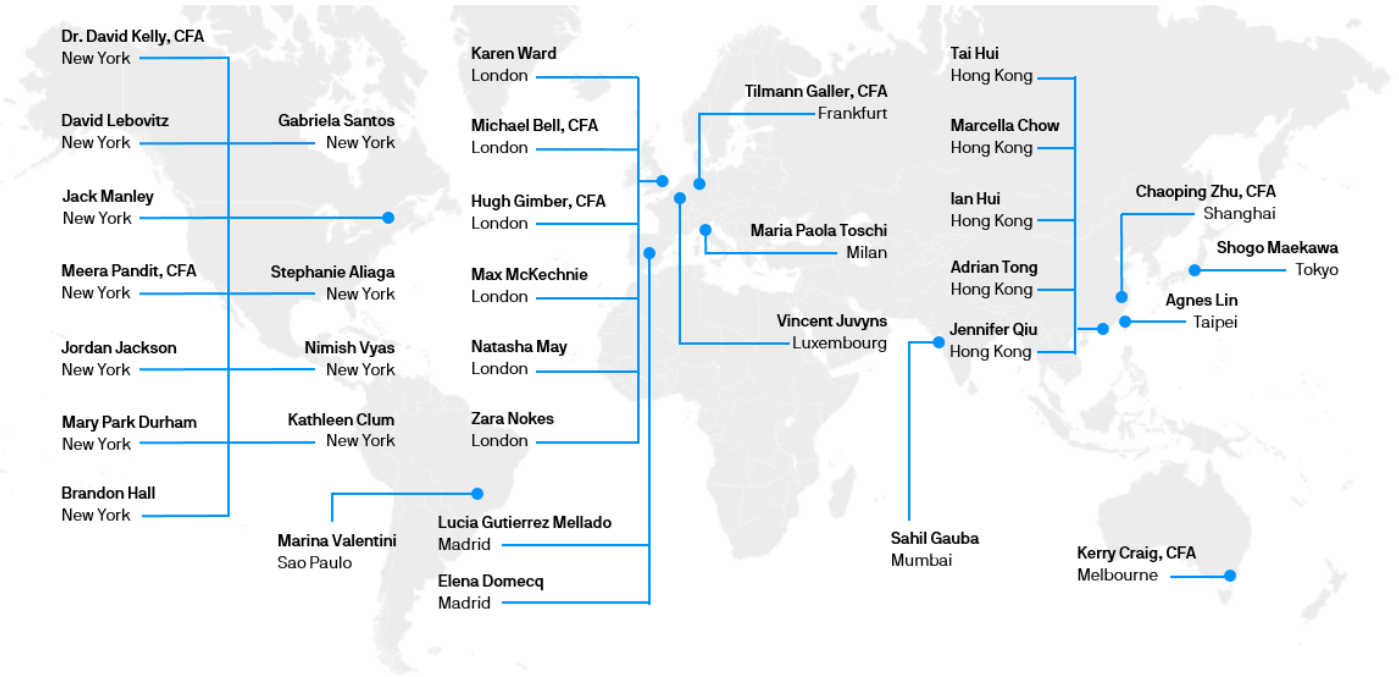 Dr. David Kelly, CFA
New York
David Lebovitz
New York
Gabriela Santos
New York
Jack Manley
New York
Meera Pandit, CFA
New York
Stephanie Aliaga
New York
Jordan Jackson
New York
Nimish Vyas
New York
Mary Park Durham
New York
Kathleen Clum
New York
Brandon Hall
New York
Marina Valentini
Sao Paulo
Karen Ward
London
Michael Bell, CFA
London
Hugh Gimber, CFA
London
Max McKechnie
London
Natasha May
London
Zara Nokes
London
Lucia Gutierrez Mellado
Madrid
Elena Domecq
Madrid
Tilmann Galler, CFA
Frankfurt
Maria Paola Toschi
Milan
Vincent Juvyns
Luxembourg
Tai Hui
Hong Kong
Marcella Chow
Hong Kong
Ian Hui
Hong Kong
Adrian Tong
Hong Kong
Jennifer Qiu
Hong Kong
Chaoping Zhu, CFA
Shanghai
Shogo Maekawa
Tokyo
Agnes Lin
Taipei
Sahil Gauba
Mumbai
Kerry Craig, CFA
Melbourne